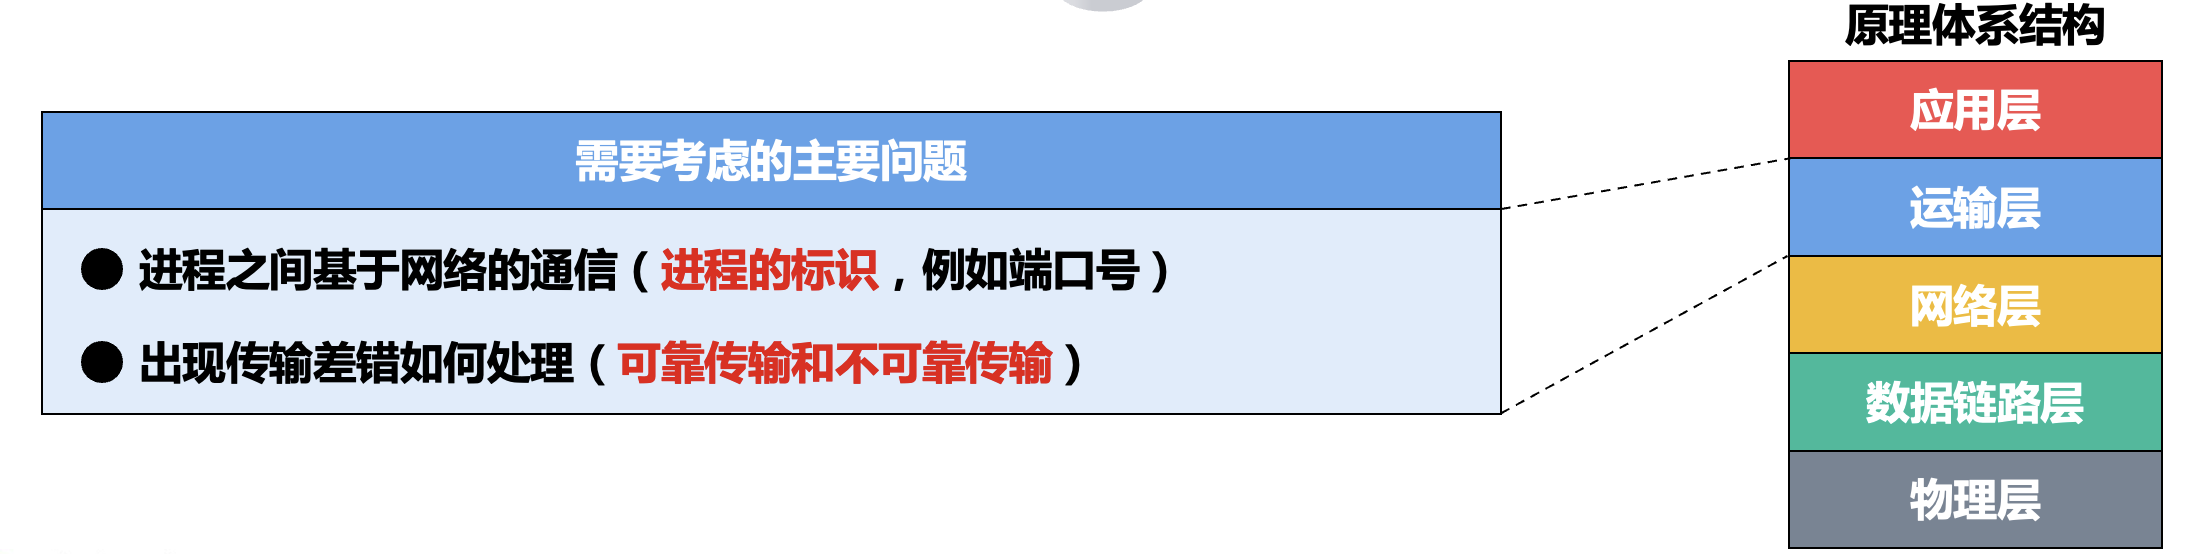 原理体系结构
需要考虑的主要问题
● 进程之间基于网络的通信（进程的标识，例如端口号）
● 出现传输差错如何处理（可靠传输和不可靠传输）
应用层
运输层
网络层
数据链路层
物理层